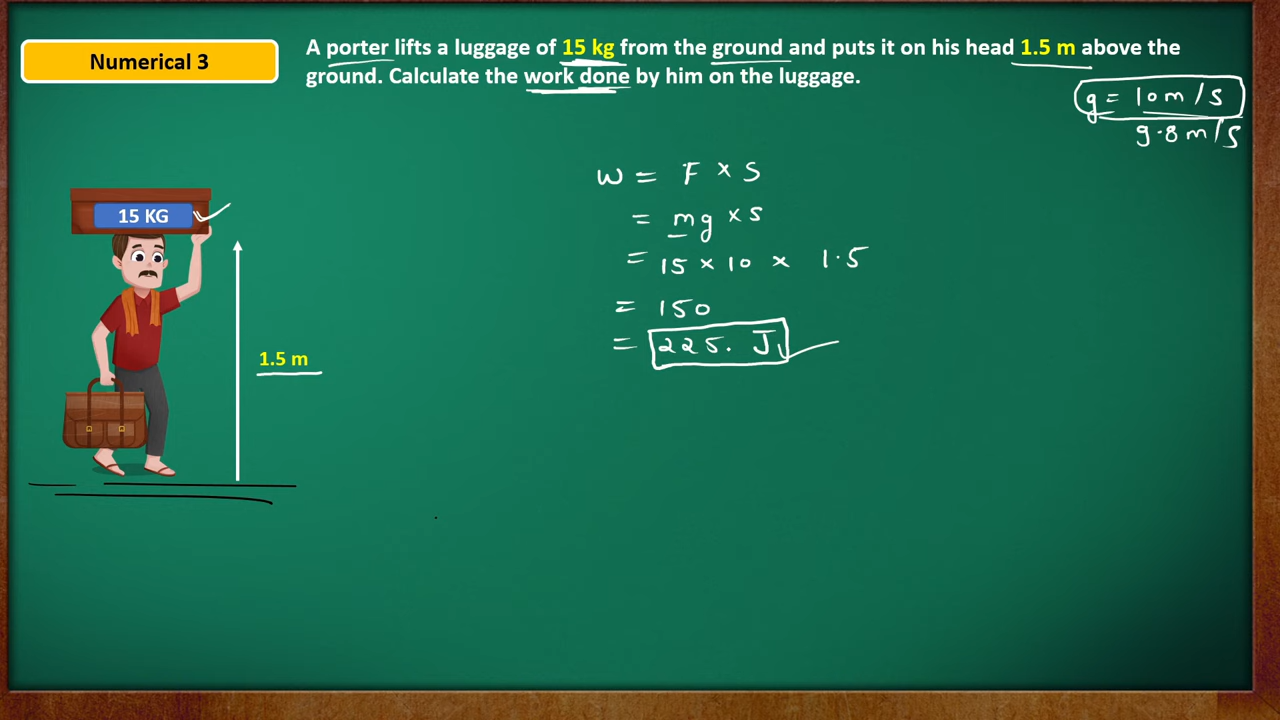 Numerical 3
A porter lifts a luggage of 15 kg from the ground and puts it on his head 1.5 m above the
ground. Calculate the work done by him on the luggage.
g = 10 m/s
9.8 m/s
W = F × S
= mg × s
= 15 × 10 × 1.5
= 150
= 225. J
15 KG
1.5 m